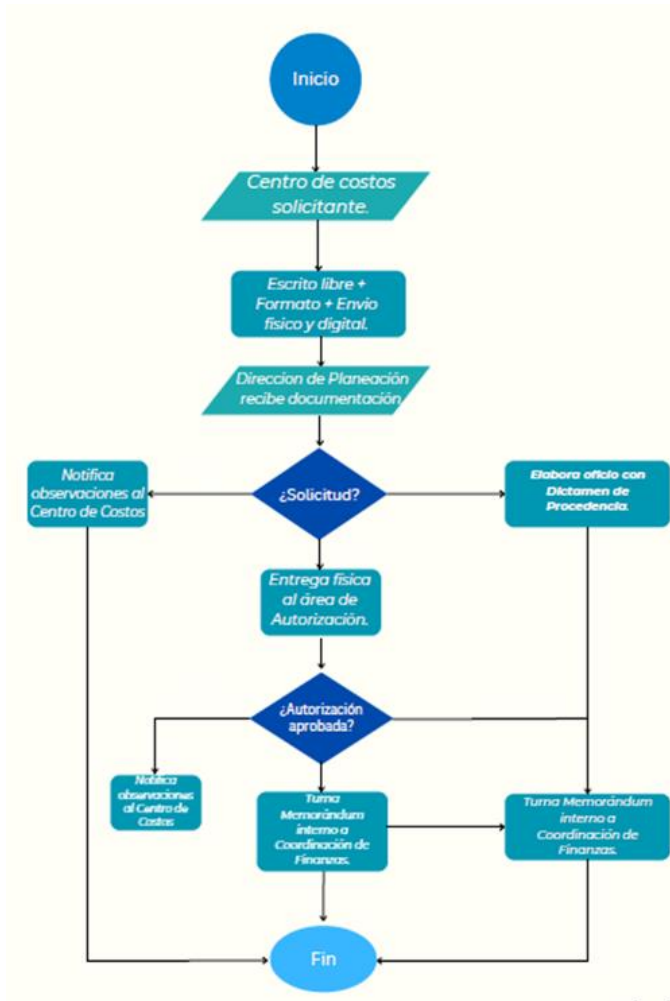 Inicio
Centro de costos
solicitante.
Escrito libre +
Formato + Envio
físico y digital.
Direccion de Planeación
recibe documentación
Notifica
observaciones al
Centro de Costos
¿Solicitud?
Elabora oficio con
Dictamen de
Procedencia.
Entrega física
al área de
Autorización.
¿Autorización
aprobada?
Notifica
observaciones
al Centro de
Costos
Turna
Memorándum
interno a
Coordinación de
Finanzas.
Turna Memorándum
interno a
Coordinación de
Finanzas.
Fin